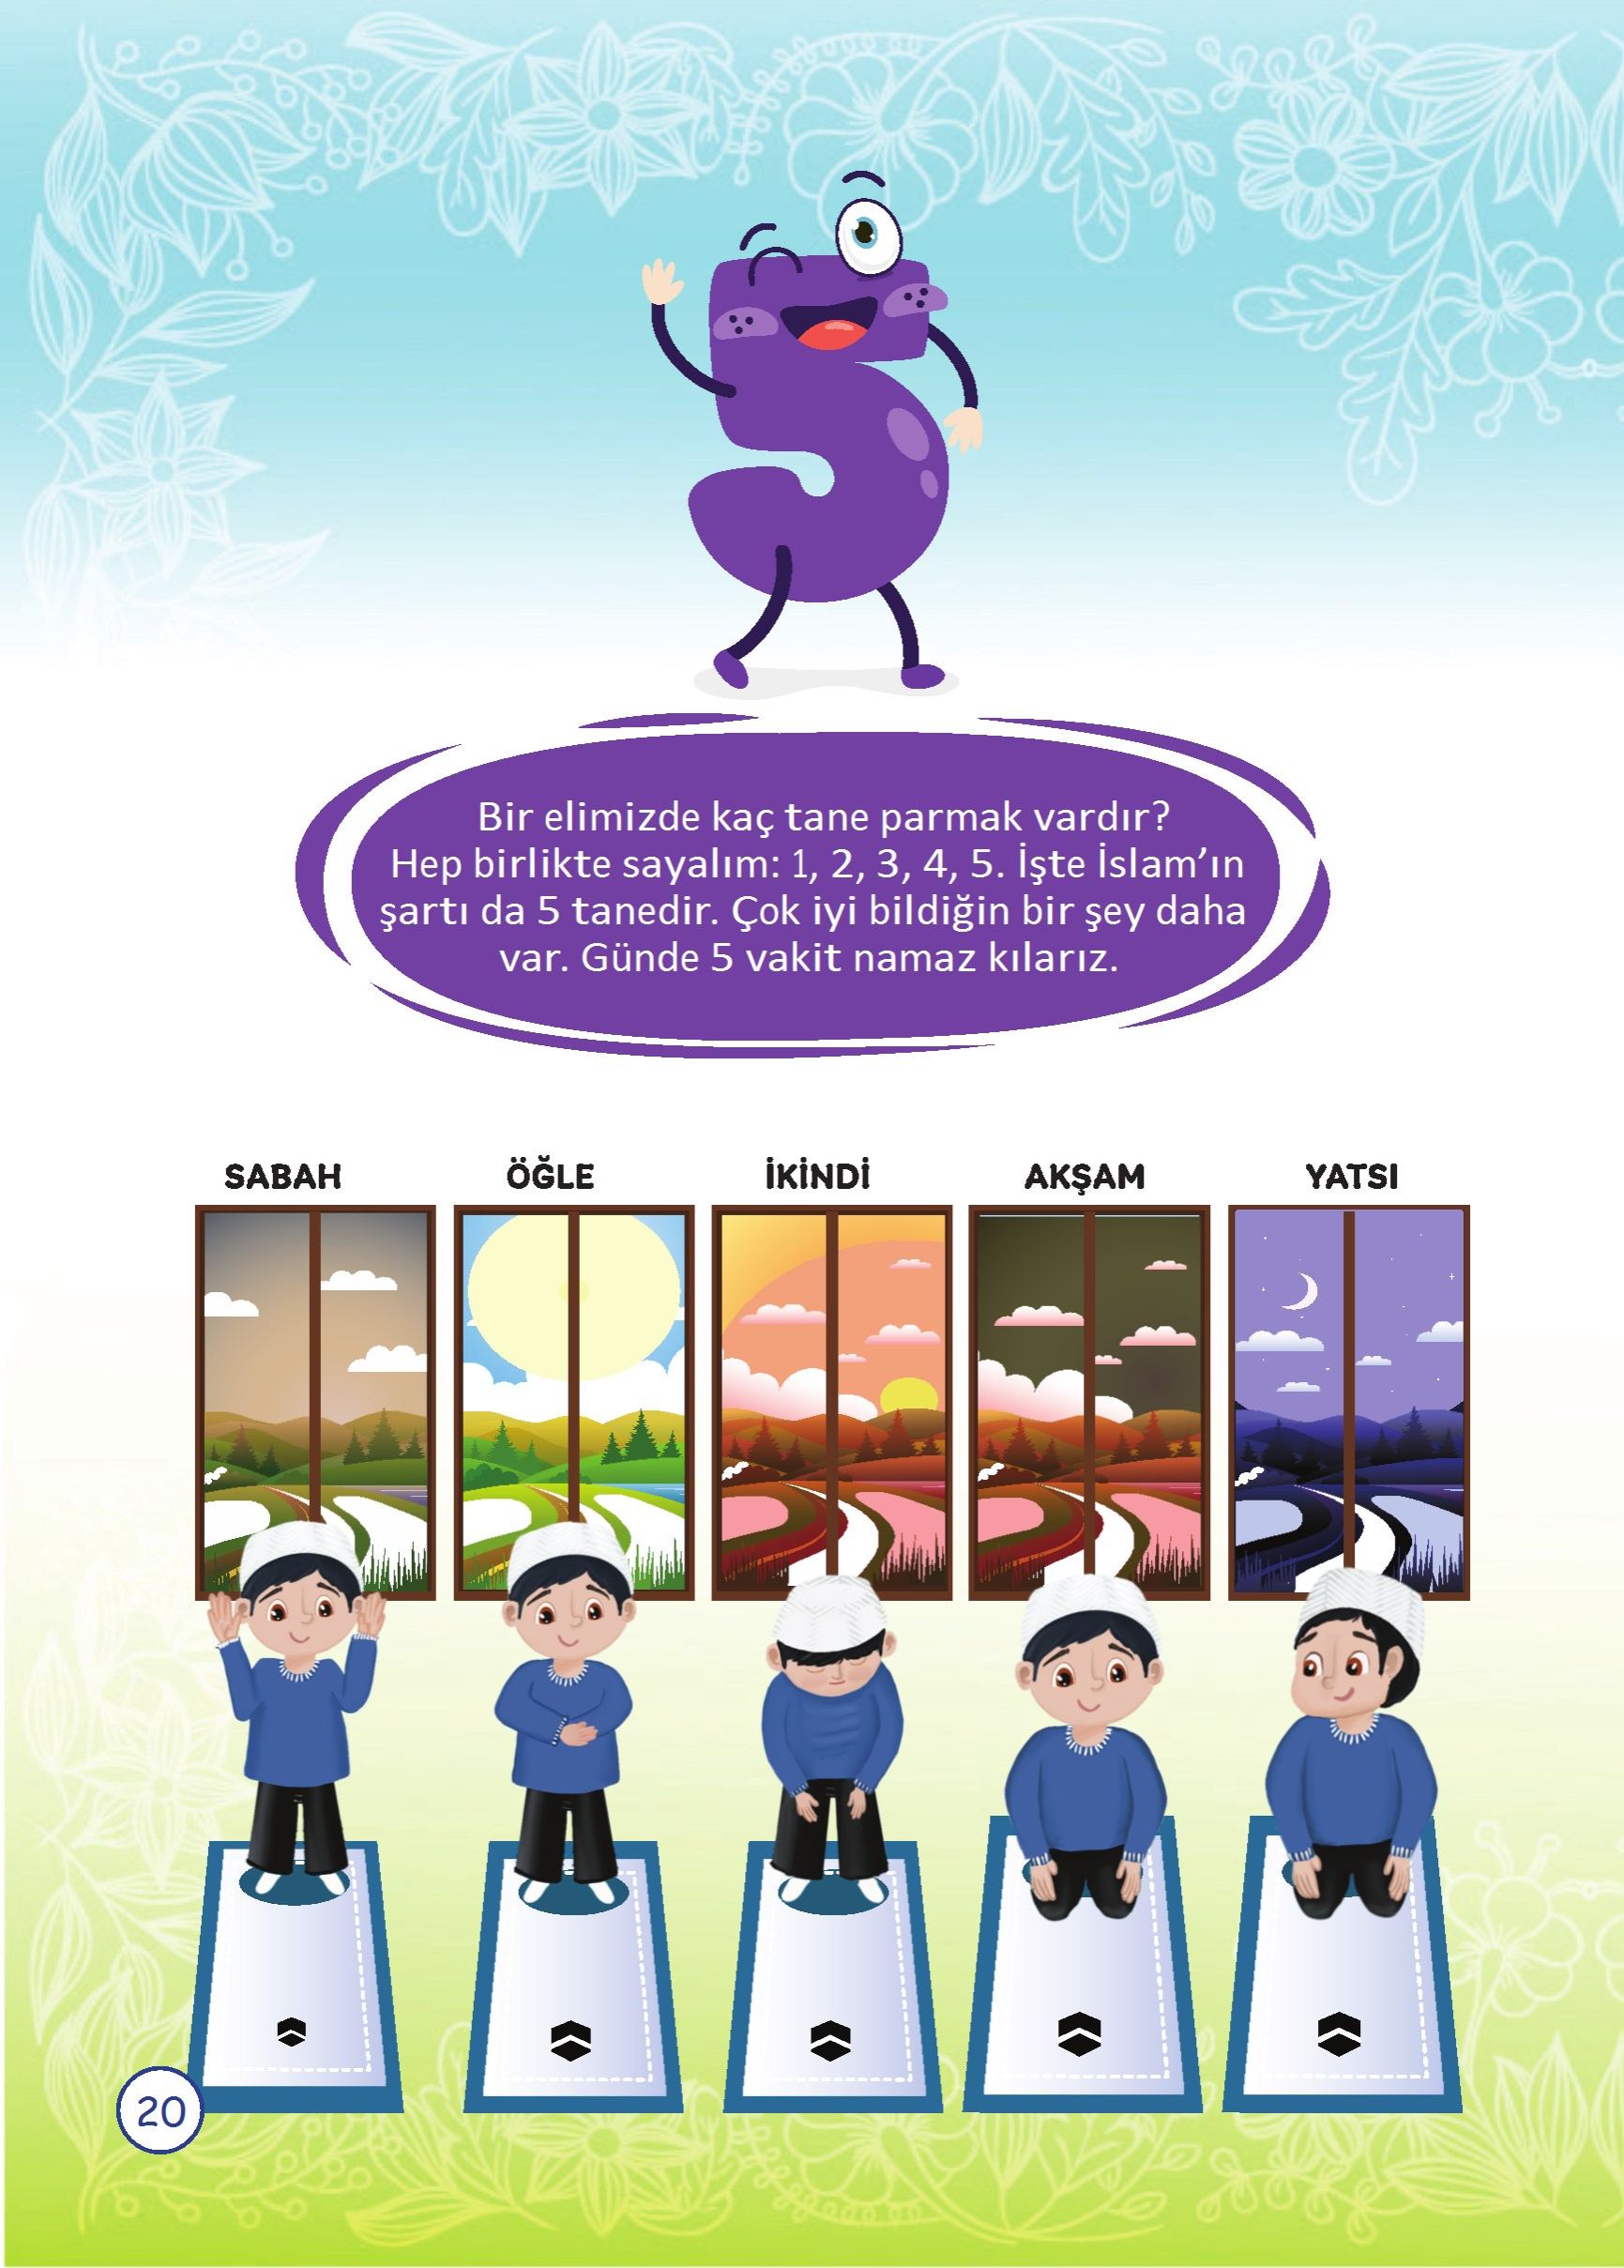 Bir elimizde kaç tane parmak vardır?
Hep birlikte sayalım: 1, 2, 3, 4, 5. İşte İslam’ın
şartı da 5 tanedir. Çok iyi bildiğin bir şey daha
var. Günde 5 vakit namaz kılarız.
SABAH ÖĞLE İKİNDİ AKŞAM YATSI
20